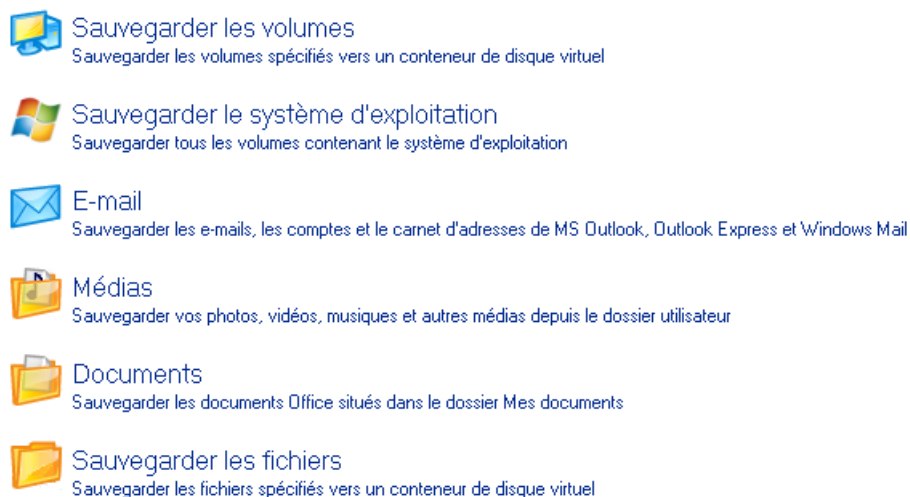 Sauvegarder les volumes
Sauvegarder les volumes spécifiés vers un conteneur de disque virtuel
Sauvegarder le système d'exploitation
Sauvegarder tous les volumes contenant le système d'exploitation
E-mail
Sauvegarder les e-mails, les comptes et le carnet d'adresses de MS Outlook, Outlook Express et Windows Mail
Médias
Sauvegarder vos photos, vidéos, musiques et autres médias depuis le dossier utilisateur
Documents
Sauvegarder les documents Office situés dans le dossier Mes documents
Sauvegarder les fichiers
Sauvegarder les fichiers spécifiés vers un conteneur de disque virtuel